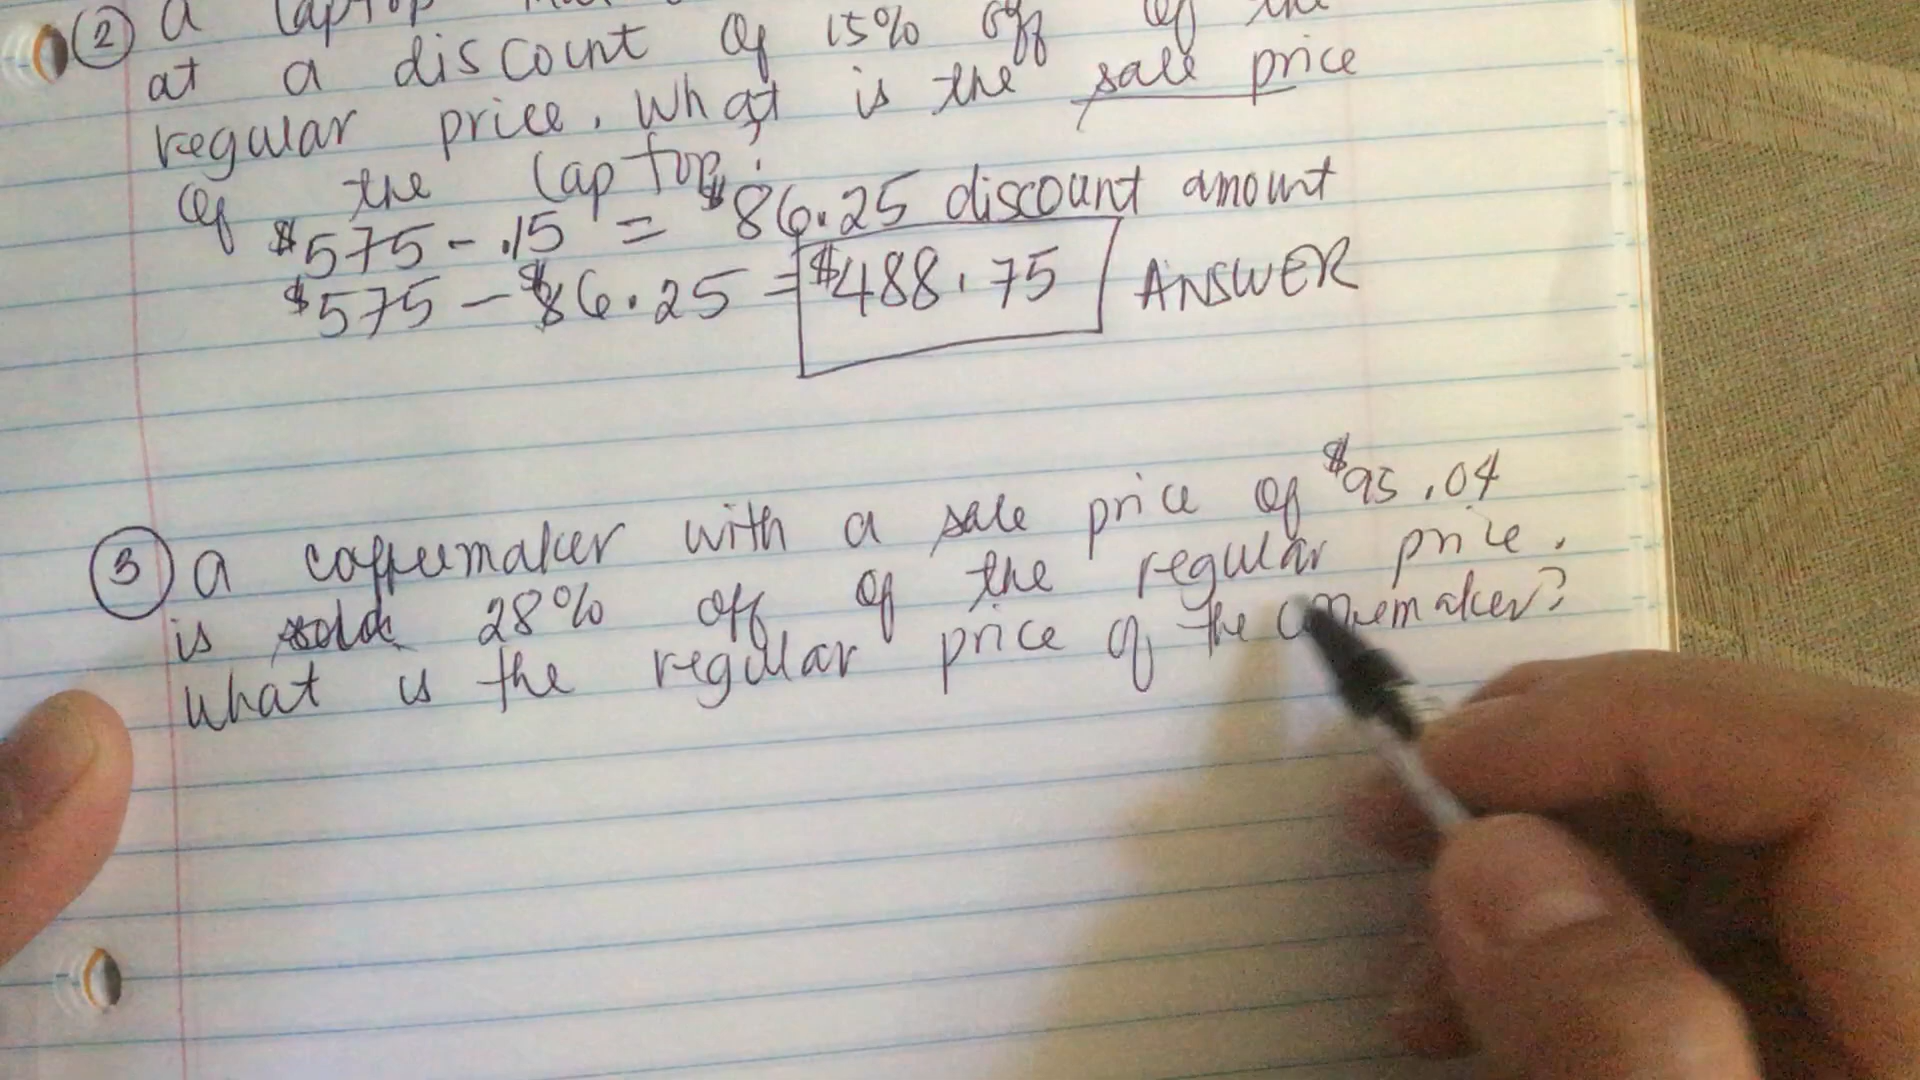 ② a laptop
at a discount of 15% off of the
regular price. What is the sale price
of the laptop?
$575 - .15 = $86.25 discount amount
$575 - $86.25 = $488.75 ANSWER
③ a coffeemaker with a sale price of $95.04
is sold 28% off of the regular price.
What is the regular price of the coffeemaker?